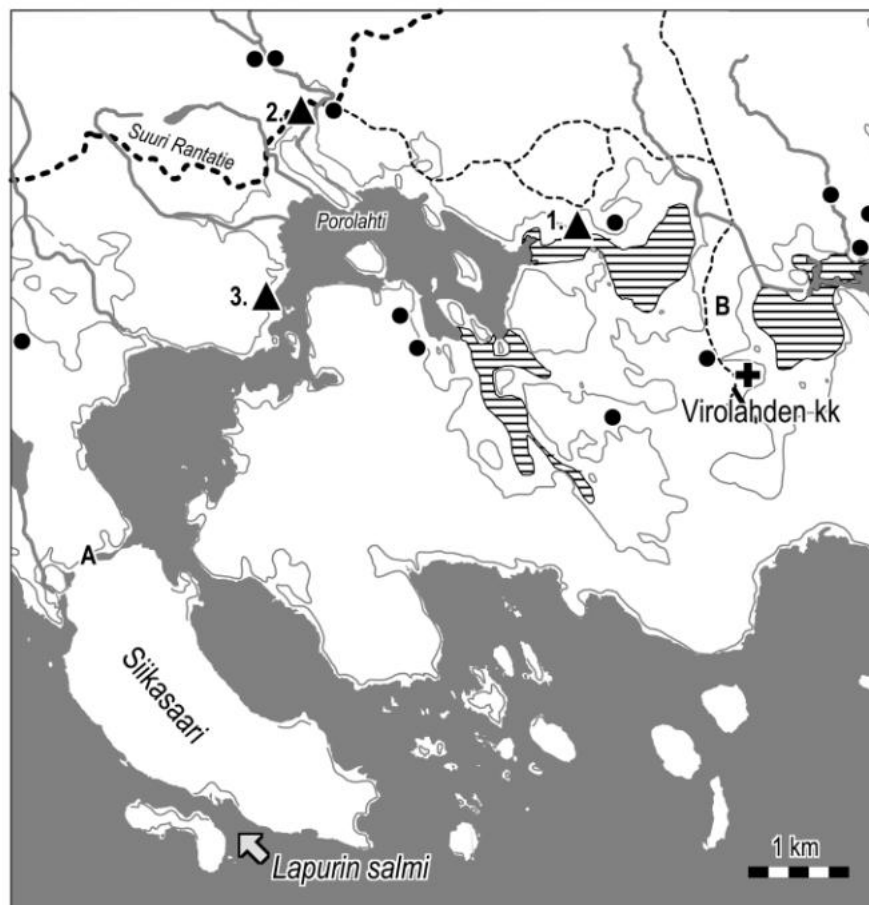 2.
Suuri Rantatie
Porolahti
1.
3.
B
Virolahden kk
A
Siikasaari
1 km
Lapurin salmi